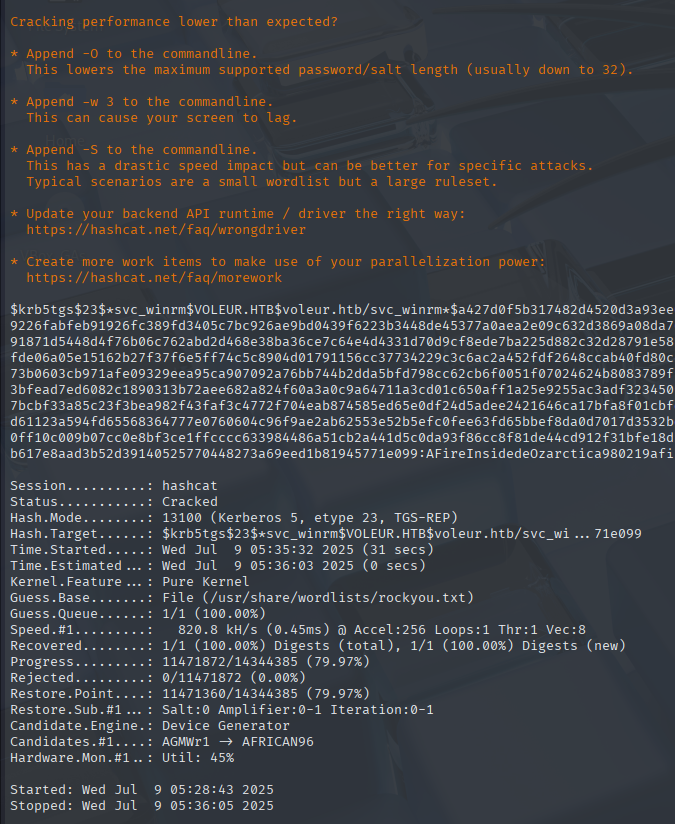 Cracking performance lower than expected?
* Append -O to the commandline.
This lowers the maximum supported password/salt length (usually down to 32).
* Append -w 3 to the commandline.
This can cause your screen to lag.
* Append -S to the commandline.
This has a drastic speed impact but can be better for specific attacks.
Typical scenarios are a small wordlist but a large ruleset.
* Update your backend API runtime / driver the right way:
https://hashcat.net/faq/wrongdriver
* Create more work items to make use of your parallelization power:
https://hashcat.net/faq/morework
$krb5tgs$23$*svc_winrm$VOLEUR.HTB$voleur.htb/svc_winrm*$a427d0f5b317482d4520d3a93ee
9226fabfeb91926fc389fd3405c7bc926ae9bd0439f6223b3448de45377a0aea2e09c632d3869a08da7
91871d5448d4f76b06c762abd2d468e38ba36ce7c64e4d4331d70d9cf8ede7ba225d882c32d28791e58
fde06a05e15162b27f37f6e5ff74c5c8904d01791156cc37734229c3c6ac2a452fdf2648ccab40fd80c
73b0603cb971afe09329eea95ca907092a76bb744b2dda5bfd798cc62cb6f0051f07024624b8083789f
3bfead7ed6082c1890313b72aee682a824f60a3a0c9a64711a3cd01c650aff1a25e9255ac3adf323450
7bcbf33a85c23f3bea982f43faf3c4772f704eab874585ed65e0df24d5adee2421646ca17bfa8f01cbf
d61123a594fd65568364777e0760604c96f9ae2ab62553e52b5efc0fee63fd65bbef8da0d7017d3532b
0ff10c009b07cc0e8bf3ce1ffcccc633984486a51cb2a441d5c0da93f86cc8f81de44cd912f31bfe18d
b617e8aad3b52d39140525770448273a69eed1b81945771e099:AFireInsidedeOzarctica980219afi
Session..........: hashcat
Status...........: Cracked
Hash.Mode........: 13100 (Kerberos 5, etype 23, TGS-REP)
Hash.Target......: $krb5tgs$23$*svc_winrm$VOLEUR.HTB$voleur.htb/svc_wi...71e099
Time.Started.....: Wed Jul  9 05:35:32 2025 (31 secs)
Time.Estimated...: Wed Jul  9 05:36:03 2025 (0 secs)
Kernel.Feature...: Pure Kernel
Guess.Base.......: File (/usr/share/wordlists/rockyou.txt)
Guess.Queue......: 1/1 (100.00%)
Speed.#1.........:   820.8 kH/s (0.45ms) @ Accel:256 Loops:1 Thr:1 Vec:8
Recovered........: 1/1 (100.00%) Digests (total), 1/1 (100.00%) Digests (new)
Progress.........: 11471872/14344385 (79.97%)
Rejected.........: 0/11471872 (0.00%)
Restore.Point....: 11471360/14344385 (79.97%)
Restore.Sub.#1...: Salt:0 Amplifier:0-1 Iteration:0-1
Candidate.Engine.: Device Generator
Candidates.#1....: AGMWr1 -> AFRICAN96
Hardware.Mon.#1..: Util: 45%
Started: Wed Jul  9 05:28:43 2025
Stopped: Wed Jul  9 05:36:05 2025